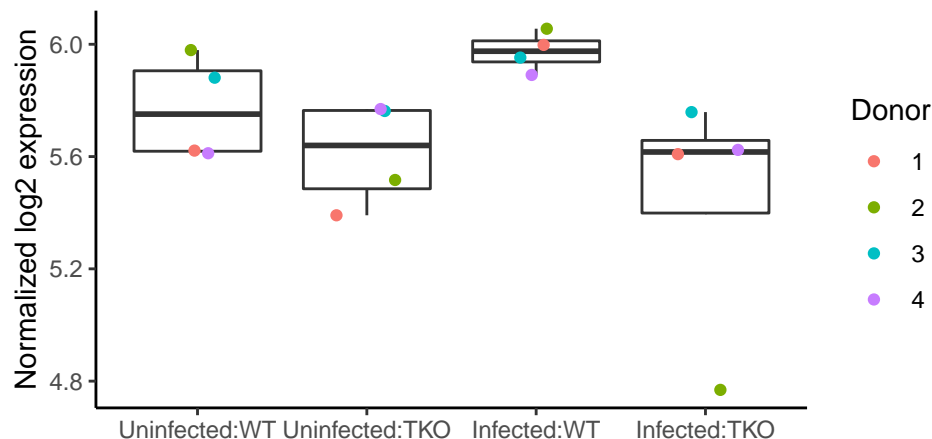 Normalized log2 expression
6.0
5.6
5.2
4.8
Uninfected:WT Uninfected:TKO Infected:WT Infected:TKO
Donor
1
2
3
4